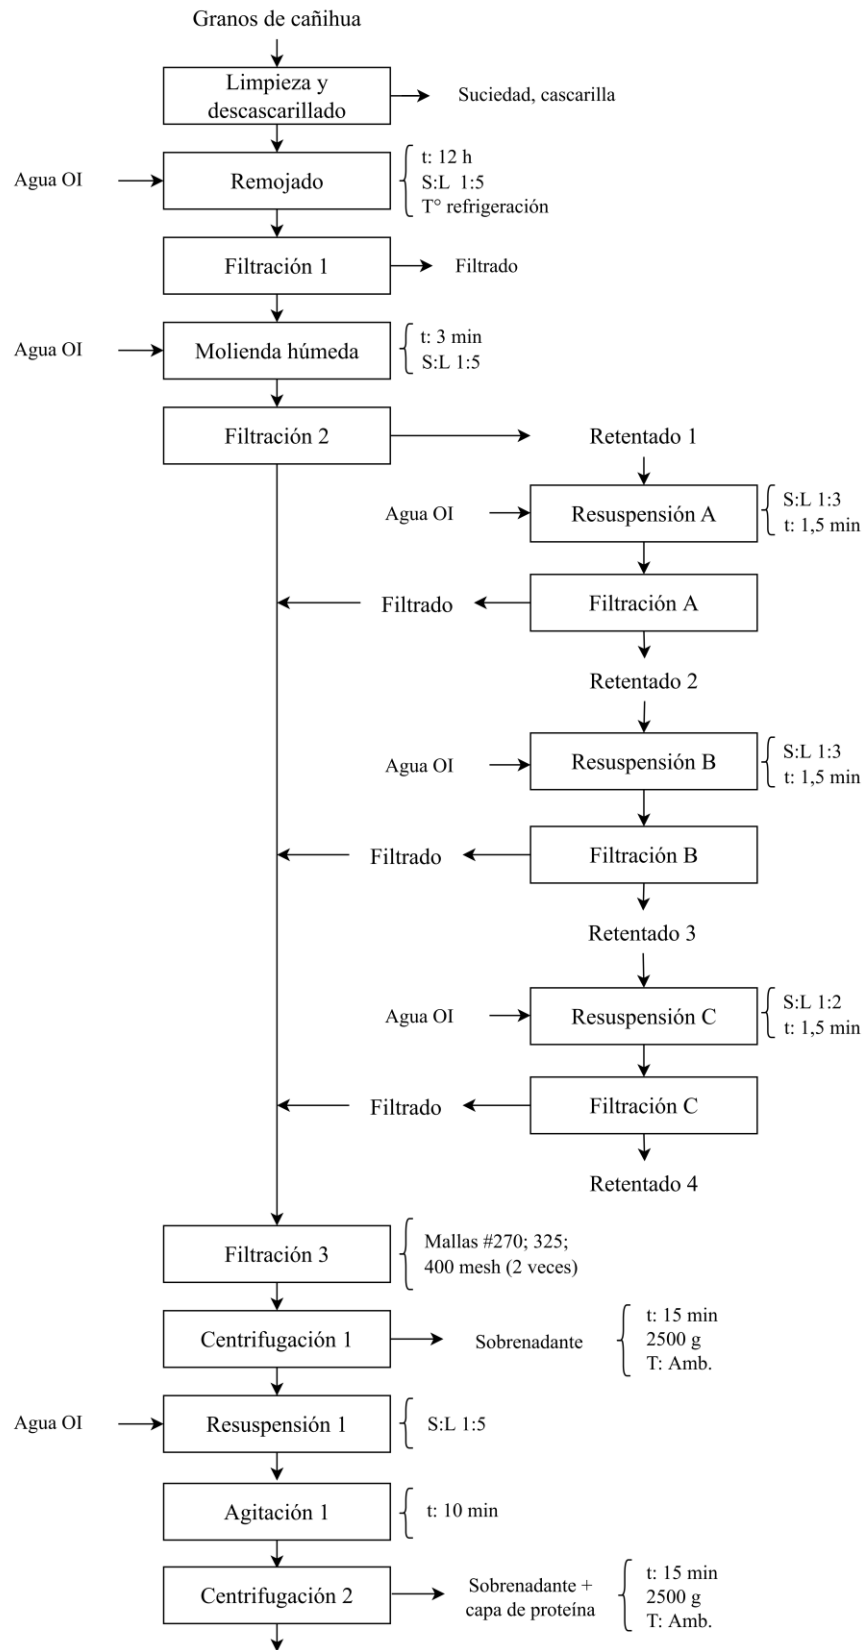 Granos de cañihua
Limpieza y
descascarillado
Suciedad, cascarilla
Agua OI
Remojado
t: 12 h
S:L 1:5
T° refrigeración
Filtración 1
Filtrado
Agua OI
Molienda húmeda
t: 3 min
S:L 1:5
Filtración 2
Retentado 1
Agua OI
Resuspensión A
S:L 1:3
t: 1,5 min
Filtrado
Filtración A
Retentado 2
Agua OI
Resuspensión B
S:L 1:3
t: 1,5 min
Filtrado
Filtración B
Retentado 3
Agua OI
Resuspensión C
S:L 1:2
t: 1,5 min
Filtrado
Filtración C
Retentado 4
Filtración 3
Mallas #270; 325;
400 mesh (2 veces)
Centrifugación 1
Sobrenadante
t: 15 min
2500 g
T: Amb.
Agua OI
Resuspensión 1
S:L 1:5
Agitación 1
t: 10 min
Centrifugación 2
Sobrenadante +
capa de proteína
t: 15 min
2500 g
T: Amb.